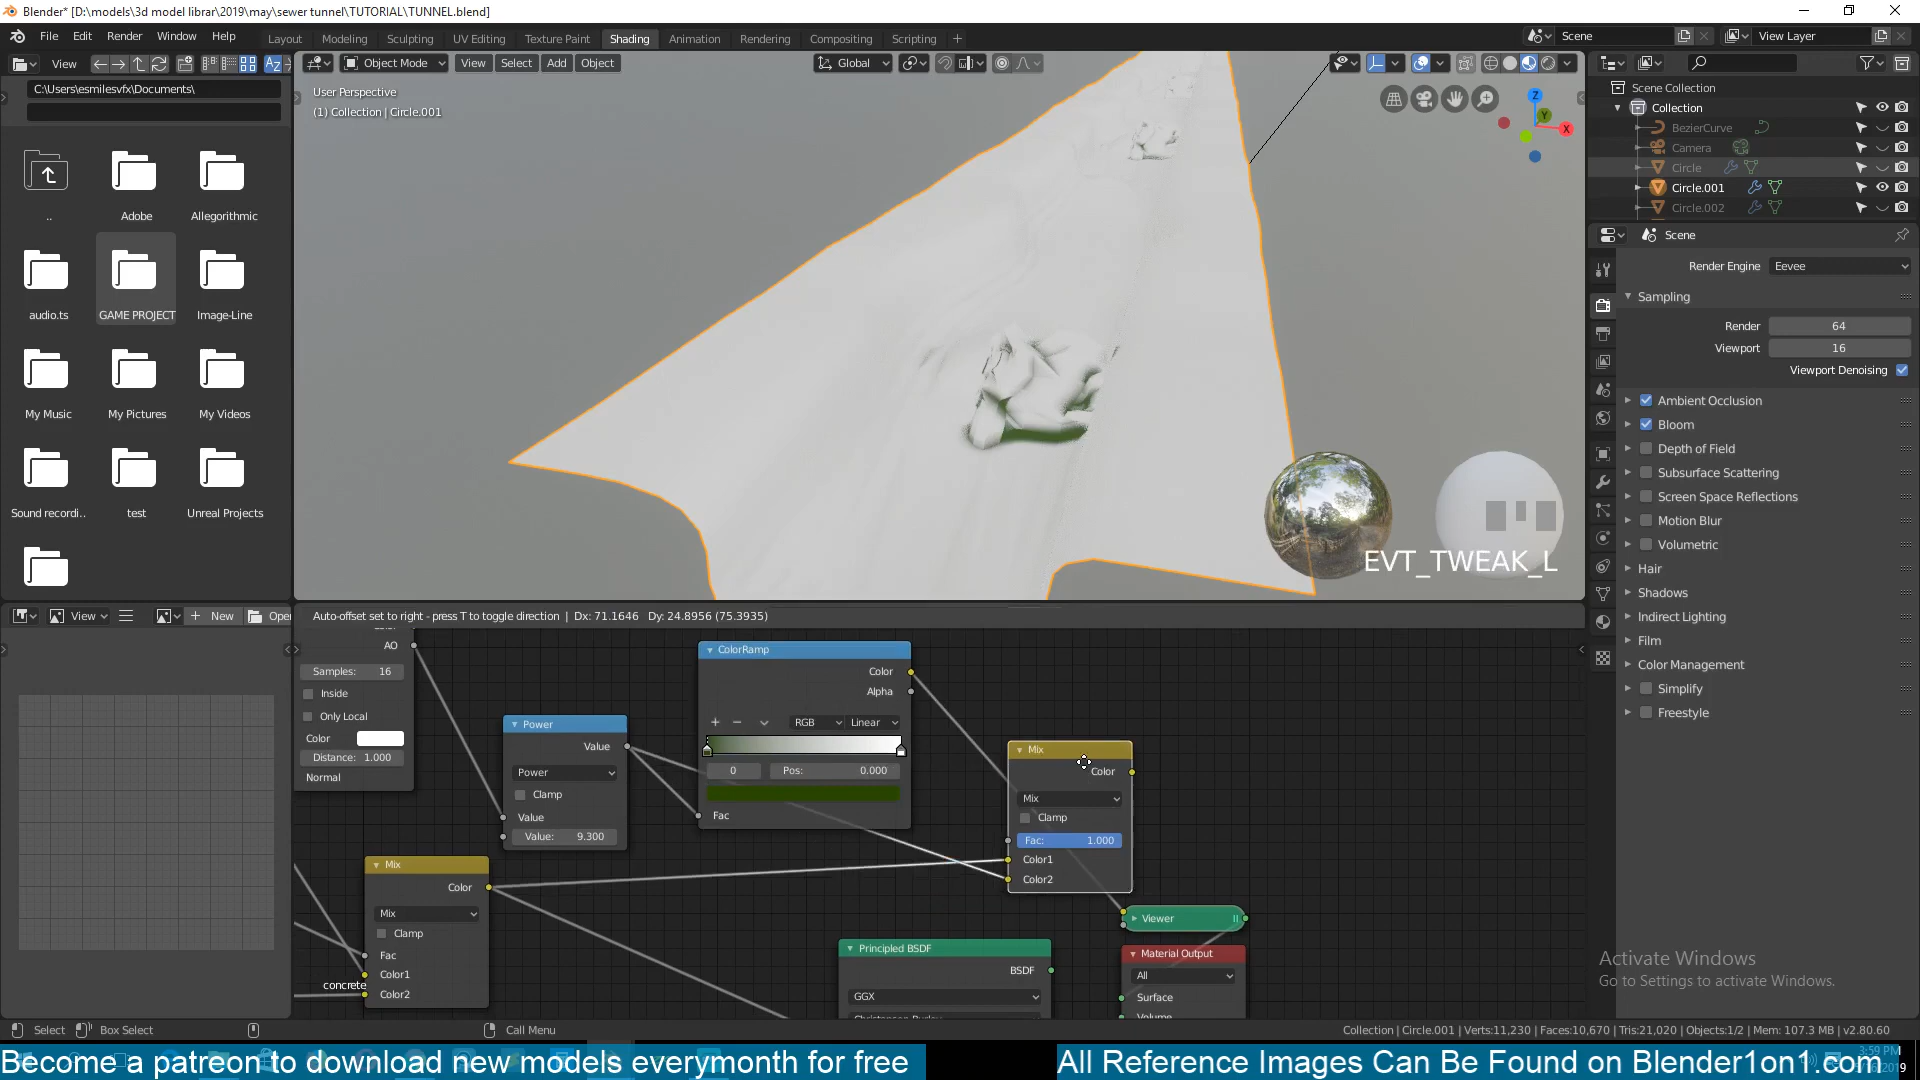 Blender* [D:\models\3d model librar\2019\may\sewer tunnel\TUTORIAL\TUNNEL.blend]
File Edit Render Window Help
Layout Modeling Sculpting UV Editing Texture Paint Shading Animation Rendering Compositing Scripting +
Scene View Layer
View
C:\Users\esmilesvfx\Documents\
..
Adobe
Allegorithmic
audio.ts
GAME PROJECT
Image-Line
My Music
My Pictures
My Videos
Sound recordi..
test
Unreal Projects
Object Mode View Select Add Object Global
User Perspective
(1) Collection | Circle.001
Z
Y
X
EVT_TWEAK_L
Scene Collection
Collection
BezierCurve
Camera
Circle
Circle.001
Circle.002
Scene
Render Engine Eevee
Sampling
Render 64
Viewport 16
Viewport Denoising
Ambient Occlusion
Bloom
Depth of Field
Subsurface Scattering
Screen Space Reflections
Motion Blur
Volumetric
Hair
Shadows
Indirect Lighting
Film
Color Management
Simplify
Freestyle
View New Open
Auto-offset set to right - press T to toggle direction | Dx: 71.1646 Dy: 24.8956 (75.3935)
AO
Samples: 16
Inside
Only Local
Color
Distance: 1.000
Normal
Power
Value
Power
Clamp
Value
Value: 9.300
ColorRamp
Color
Alpha
RGB Linear
0 Pos: 0.000
Fac
Mix
Color
Mix
Clamp
Fac: 1.000
Color1
Color2
Mix
Color
Mix
Clamp
Fac
Color1
concrete
Color2
Principled BSDF
BSDF
GGX
Viewer
Material Output
All
Surface
Volume
Activate Windows
Go to Settings to activate Windows.
Select Box Select Call Menu
Collection | Circle.001 | Verts:11,230 | Faces:10,670 | Tris:21,020 | Objects:1/2 | Mem: 107.3 MB | v2.80.60
Become a patreon to download new models everymonth for free
All Reference Images Can Be Found on Blender1on1.com
3:59 PM